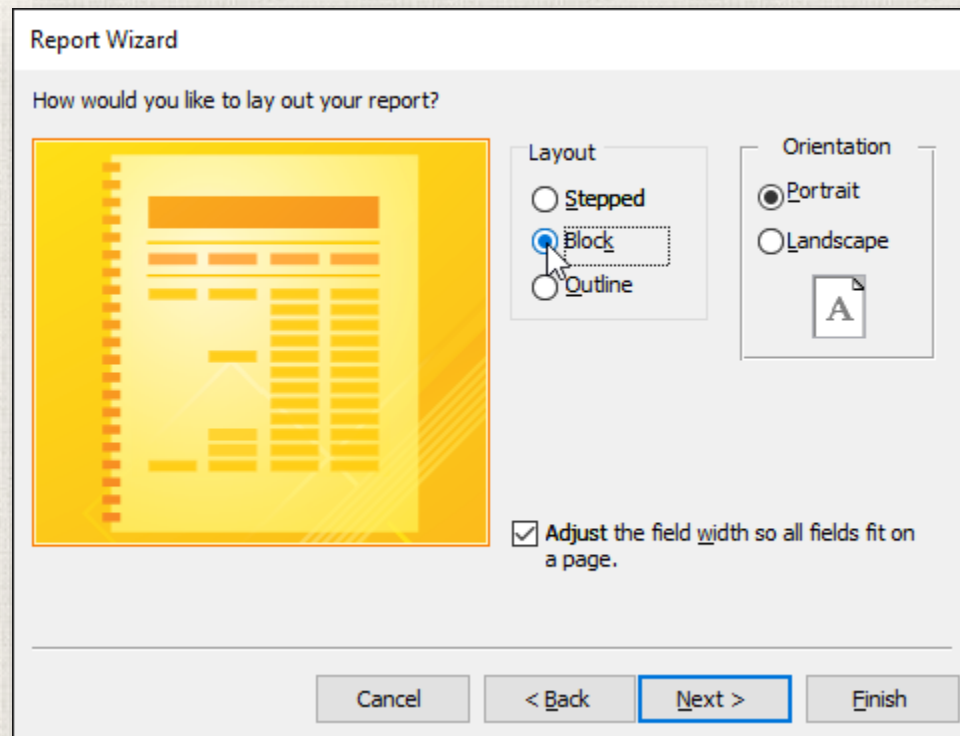 Report Wizard
How would you like to lay out your report?
Layout
Stepped
Block
Outline
Orientation
Portrait
Landscape
A
Adjust the field width so all fields fit on
a page.
Cancel
< Back
Next >
Finish